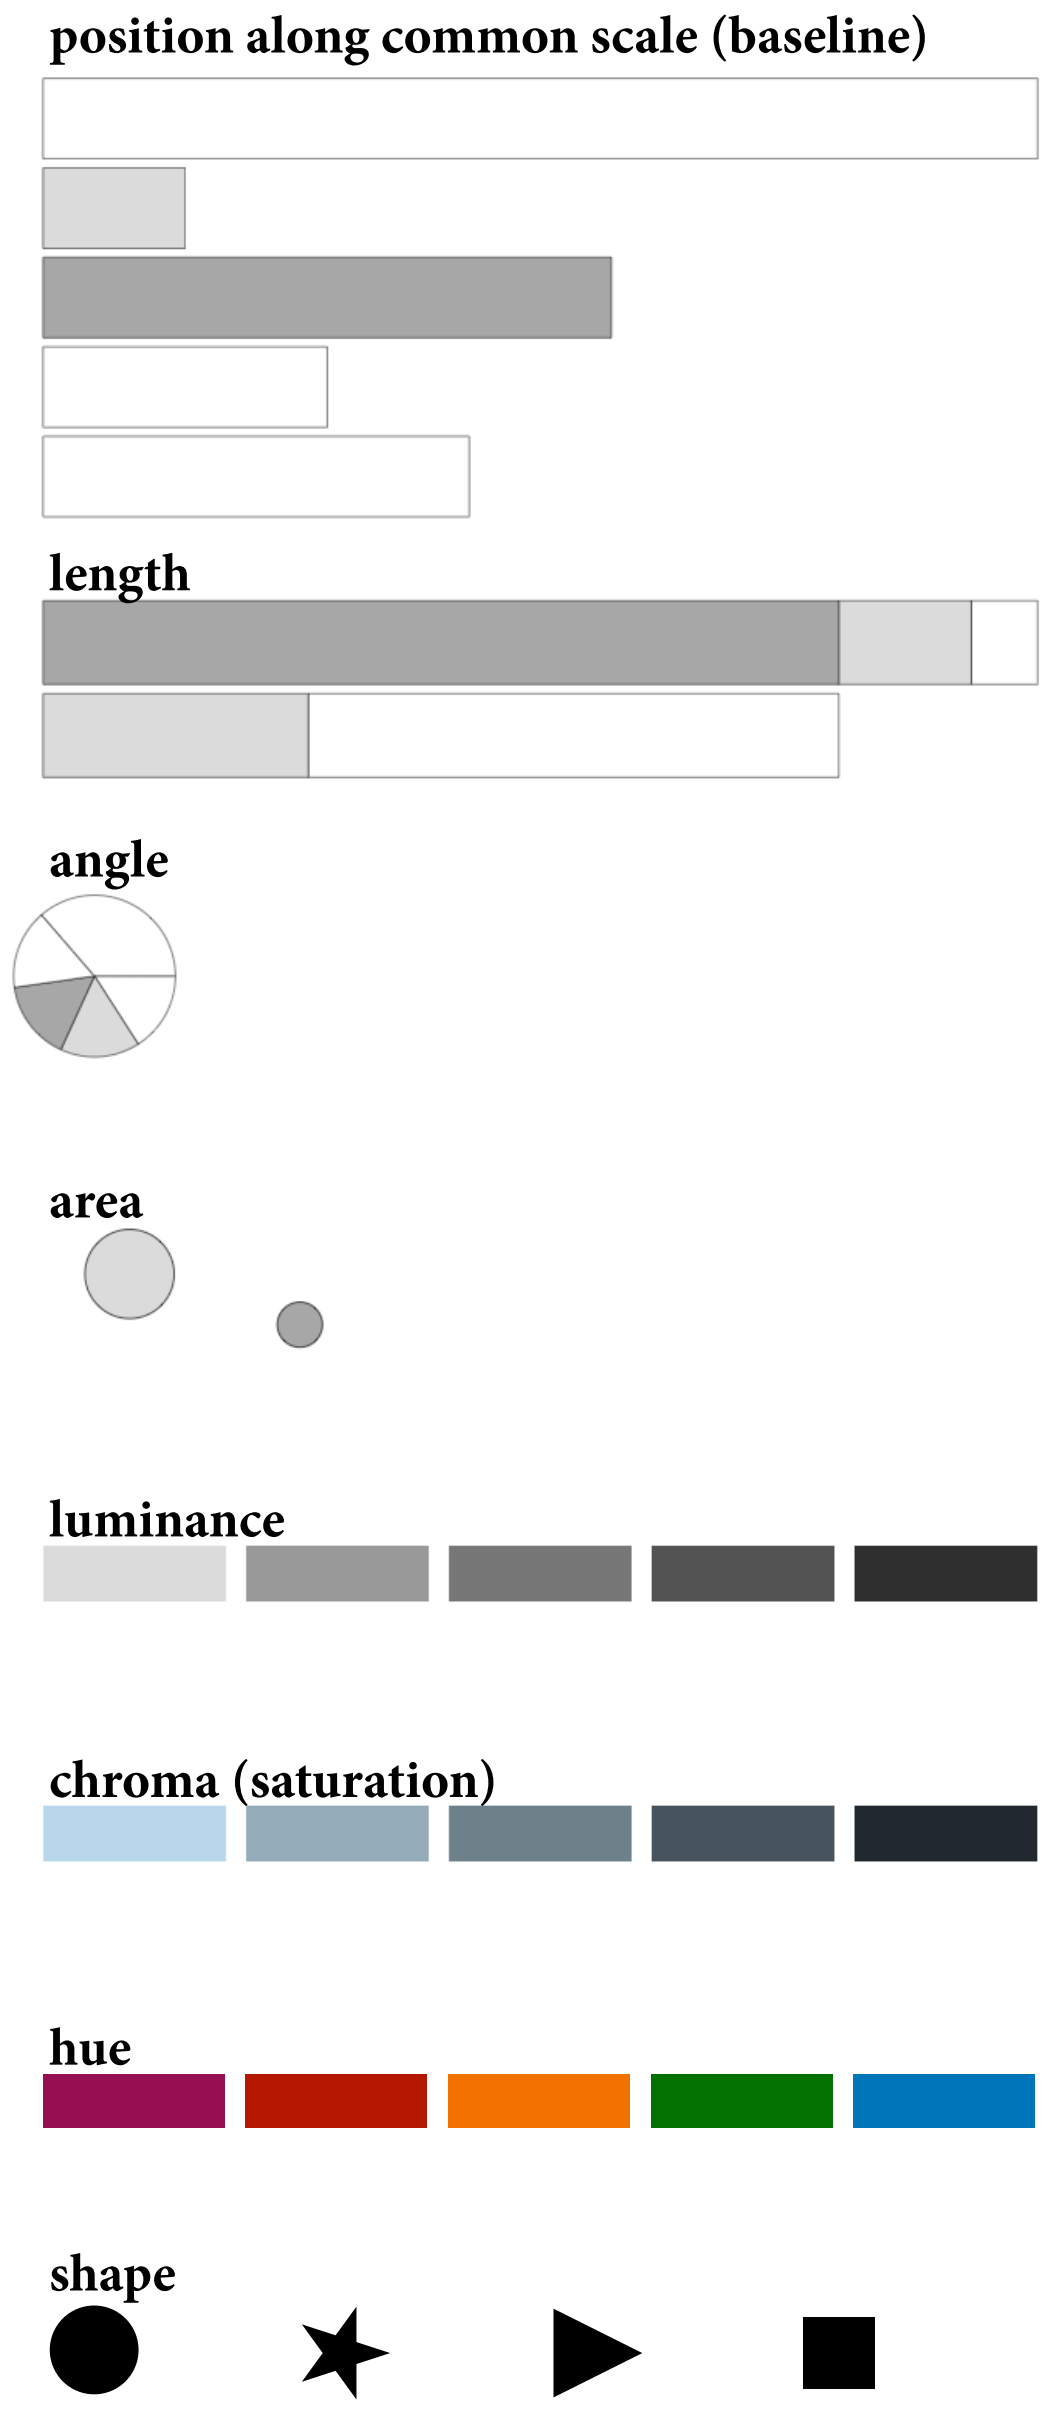 position along common scale (baseline)
length
angle
area
luminance
chroma (saturation)
hue
shape